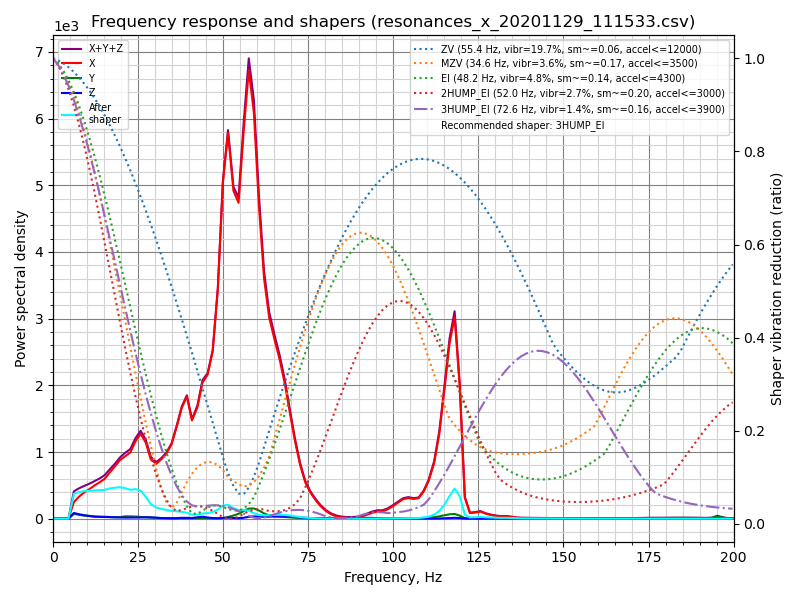 Frequency response and shapers (resonances_x_20201129_111533.csv)
1e3
X+Y+Z
X
Y
Z
After
shaper
ZV (55.4 Hz, vibr=19.7%, sm~=0.06, accel<=12000)
MZV (34.6 Hz, vibr=3.6%, sm~=0.17, accel<=3500)
EI (48.2 Hz, vibr=4.8%, sm~=0.14, accel<=4300)
2HUMP_EI (52.0 Hz, vibr=2.7%, sm~=0.20, accel<=3000)
3HUMP_EI (72.6 Hz, vibr=1.4%, sm~=0.16, accel<=3900)
Recommended shaper: 3HUMP_EI
7
6
5
4
3
2
1
0
Power spectral density
1.0
0.8
0.6
0.4
0.2
0.0
Shaper vibration reduction (ratio)
0 25 50 75 100 125 150 175 200
Frequency, Hz